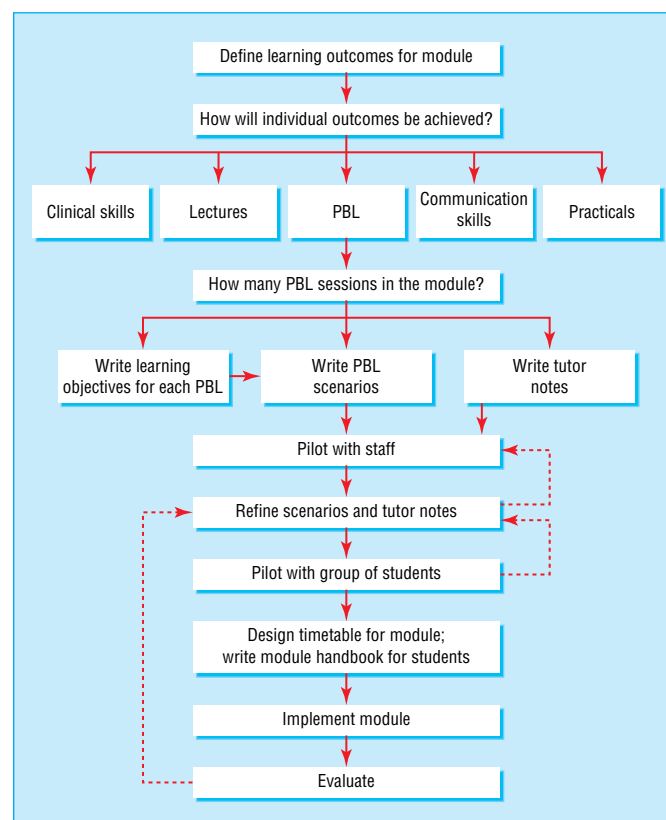 Define learning outcomes for module
How will individual outcomes be achieved?
Clinical skills
Lectures
PBL
Communication
skills
Practicals
How many PBL sessions in the module?
Write learning
objectives for each PBL
Write PBL
scenarios
Write tutor
notes
Pilot with staff
Refine scenarios and tutor notes
Pilot with group of students
Design timetable for module;
write module handbook for students
Implement module
Evaluate